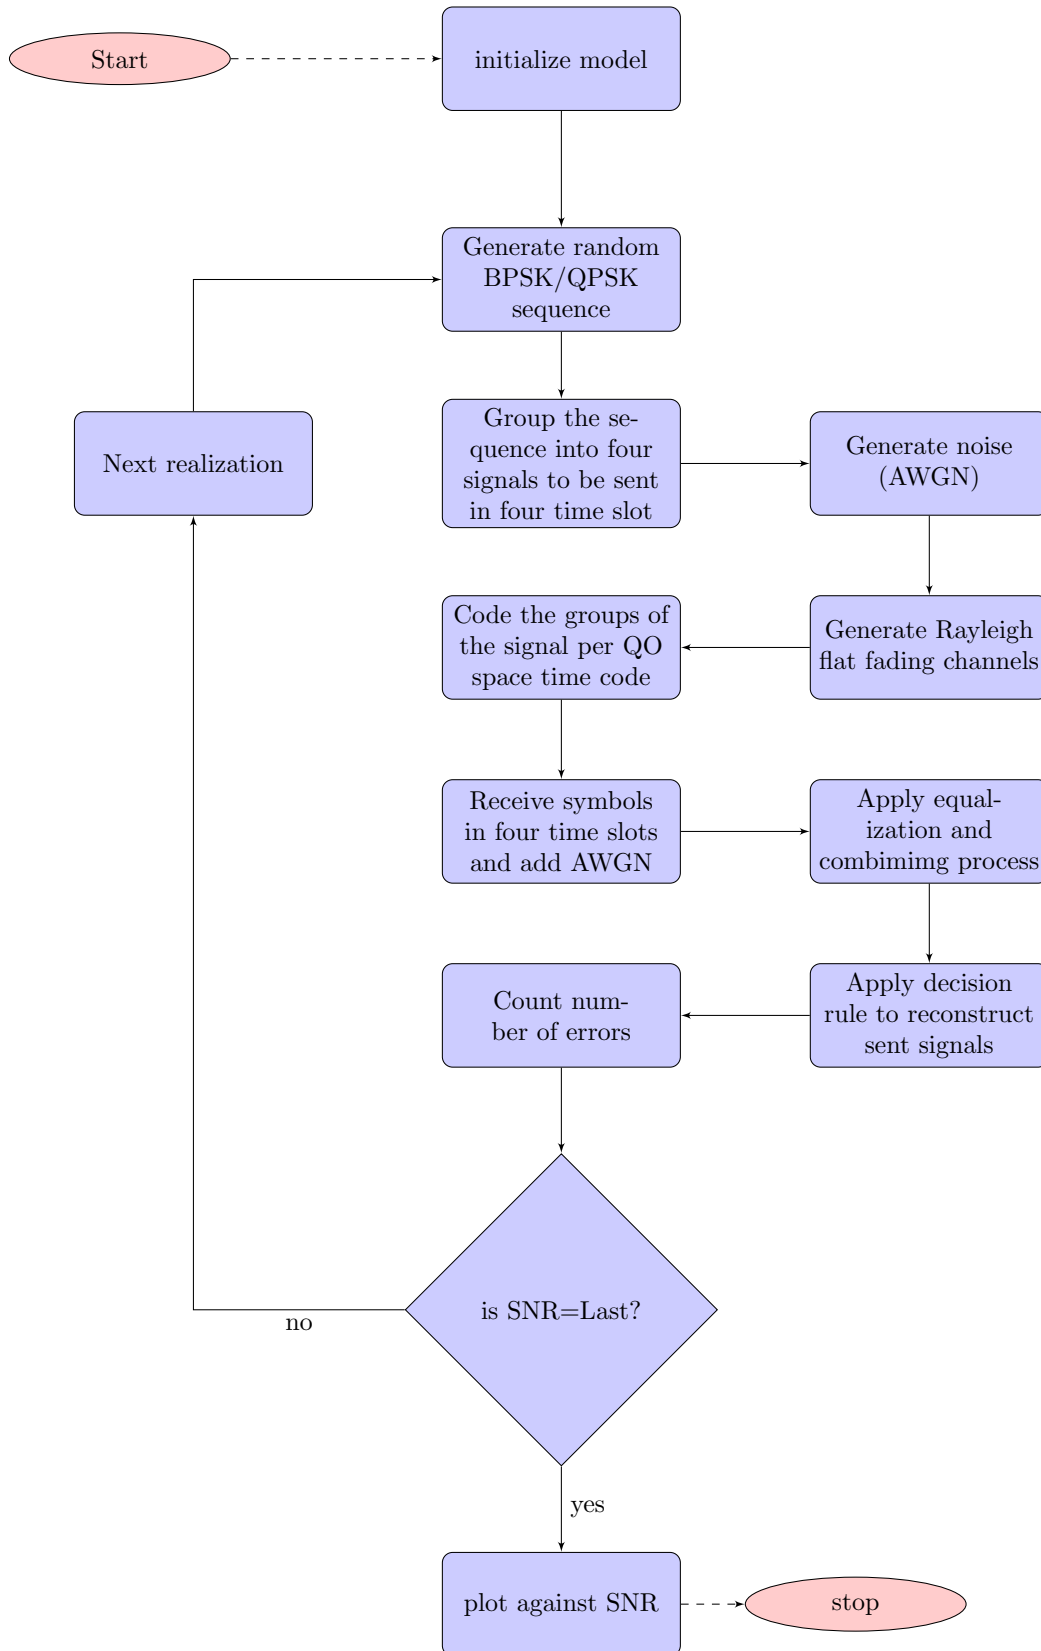 Start
initialize model
Generate random
BPSK/QPSK
sequence
Group the se-
quence into four
signals to be sent
in four time slot
Generate noise
(AWGN)
Next realization
Code the groups of
the signal per QO
space time code
Generate Rayleigh
flat fading channels
Receive symbols
in four time slots
and add AWGN
Apply equal-
ization and
combimimg process
Count num-
ber of errors
Apply decision
rule to reconstruct
sent signals
is SNR=Last?
no
yes
plot against SNR
stop